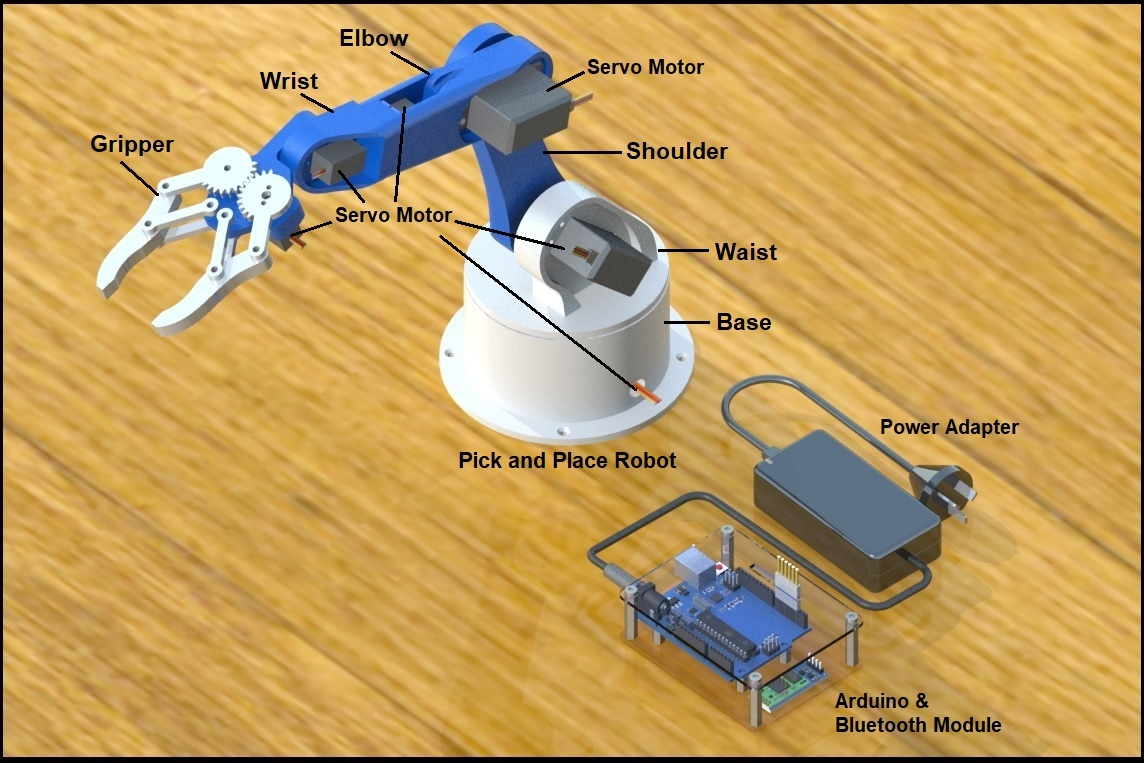 Elbow
Servo Motor
Wrist
Gripper
Shoulder
Servo Motor
Waist
Base
Power Adapter
Pick and Place Robot
Arduino &
Bluetooth Module